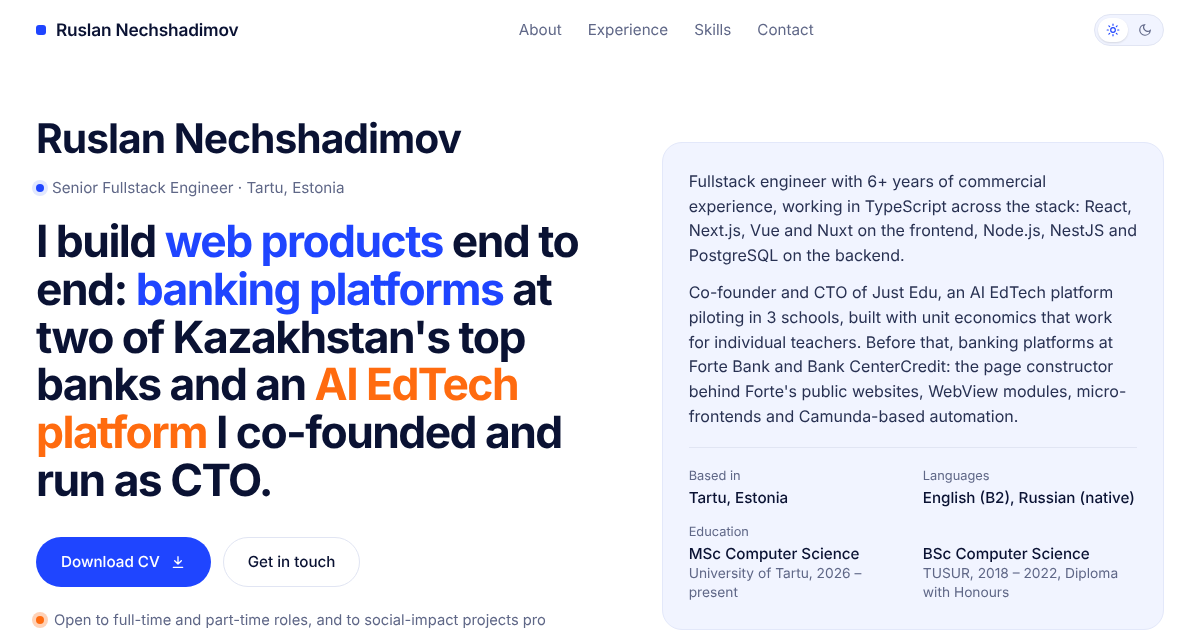 Ruslan Nechshadimov
About
Experience
Skills
Contact
Ruslan Nechshadimov
Senior Fullstack Engineer · Tartu, Estonia
I build web products end to
end: banking platforms at
two of Kazakhstan's top
banks and an AI EdTech
platform I co-founded and
run as CTO.
Download CV
Get in touch
Open to full-time and part-time roles, and to social-impact projects pro
Fullstack engineer with 6+ years of commercial
experience, working in TypeScript across the stack: React,
Next.js, Vue and Nuxt on the frontend, Node.js, NestJS and
PostgreSQL on the backend.
Co-founder and CTO of Just Edu, an AI EdTech platform
piloting in 3 schools, built with unit economics that work
for individual teachers. Before that, banking platforms at
Forte Bank and Bank CenterCredit: the page constructor
behind Forte's public websites, WebView modules, micro-
frontends and Camunda-based automation.
Based in
Tartu, Estonia
Languages
English (B2), Russian (native)
Education
MSc Computer Science
University of Tartu, 2026 –
present
BSc Computer Science
TUSUR, 2018 – 2022, Diploma
with Honours